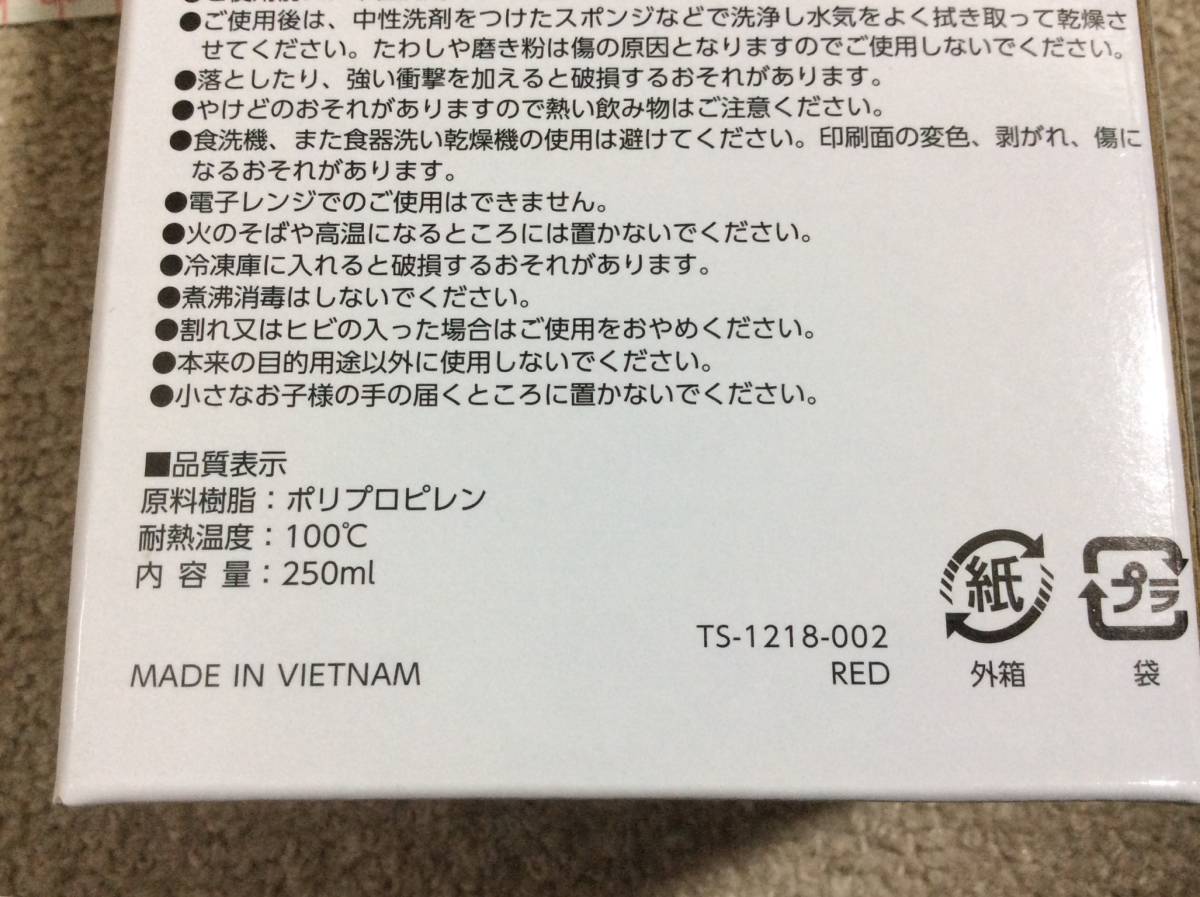 ●ご使用後は、中性洗剤をつけたスポンジなどで洗浄し水気をよく拭き取って乾燥さ
せてください。たわしや磨き粉は傷の原因となりますのでご使用しないでください。
●落としたり、強い衝撃を加えると破損するおそれがあります。
●やけどのおそれがありますので熱い飲み物はご注意ください。
●食洗機、また食器洗い乾燥機の使用は避けてください。印刷面の変色、剥がれ、傷に
なるおそれがあります。
●電子レンジでのご使用はできません。
●火のそばや高温になるところには置かないでください。
●冷凍庫に入れると破損するおそれがあります。
●煮沸消毒はしないでください。
●割れ又はヒビの入った場合はご使用をおやめください。
●本来の目的用途以外に使用しないでください。
●小さなお子様の手の届くところに置かないでください。
■品質表示
原料樹脂：ポリプロピレン
耐熱温度：100℃
内 容 量：250ml
TS-1218-002
RED
MADE IN VIETNAM
紙
外箱
プラ
袋